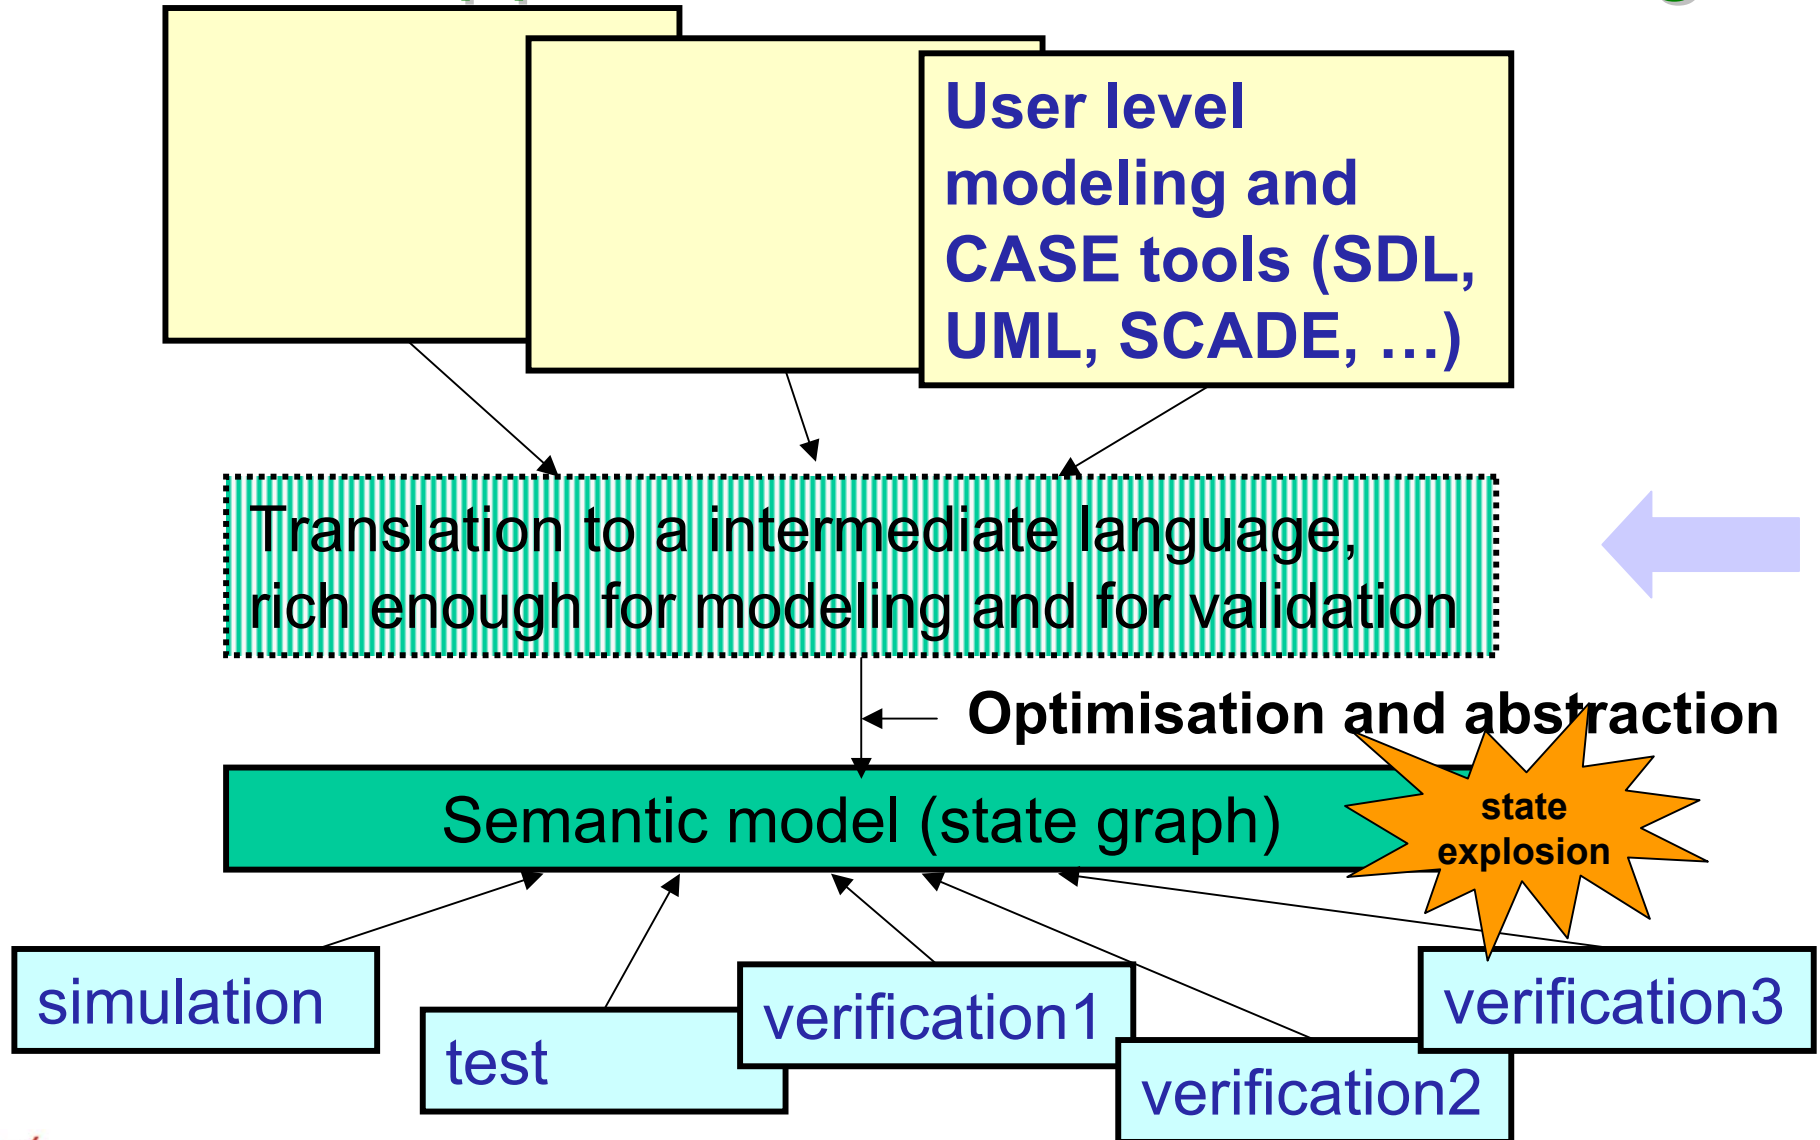 User level
modeling and
CASE tools (SDL,
UML, SCADE, …)
Translation to a intermediate language,
rich enough for modeling and for validation
Optimisation and abstraction
Semantic model (state graph)
state
explosion
simulation
test
verification1
verification2
verification3